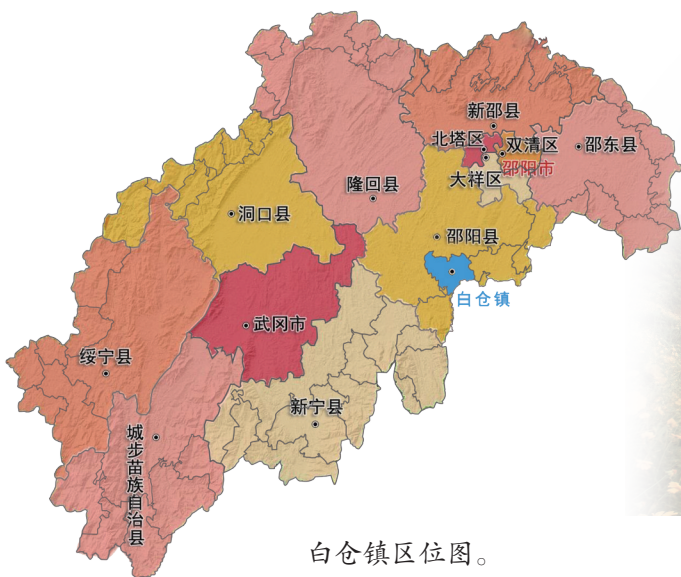 新邵县
北塔区
双清区
邵东县
邵阳市
大祥区
隆回县
洞口县
邵阳县
白仓镇
武冈市
绥宁县
新宁县
城步苗族自治县
白仓镇区位图。